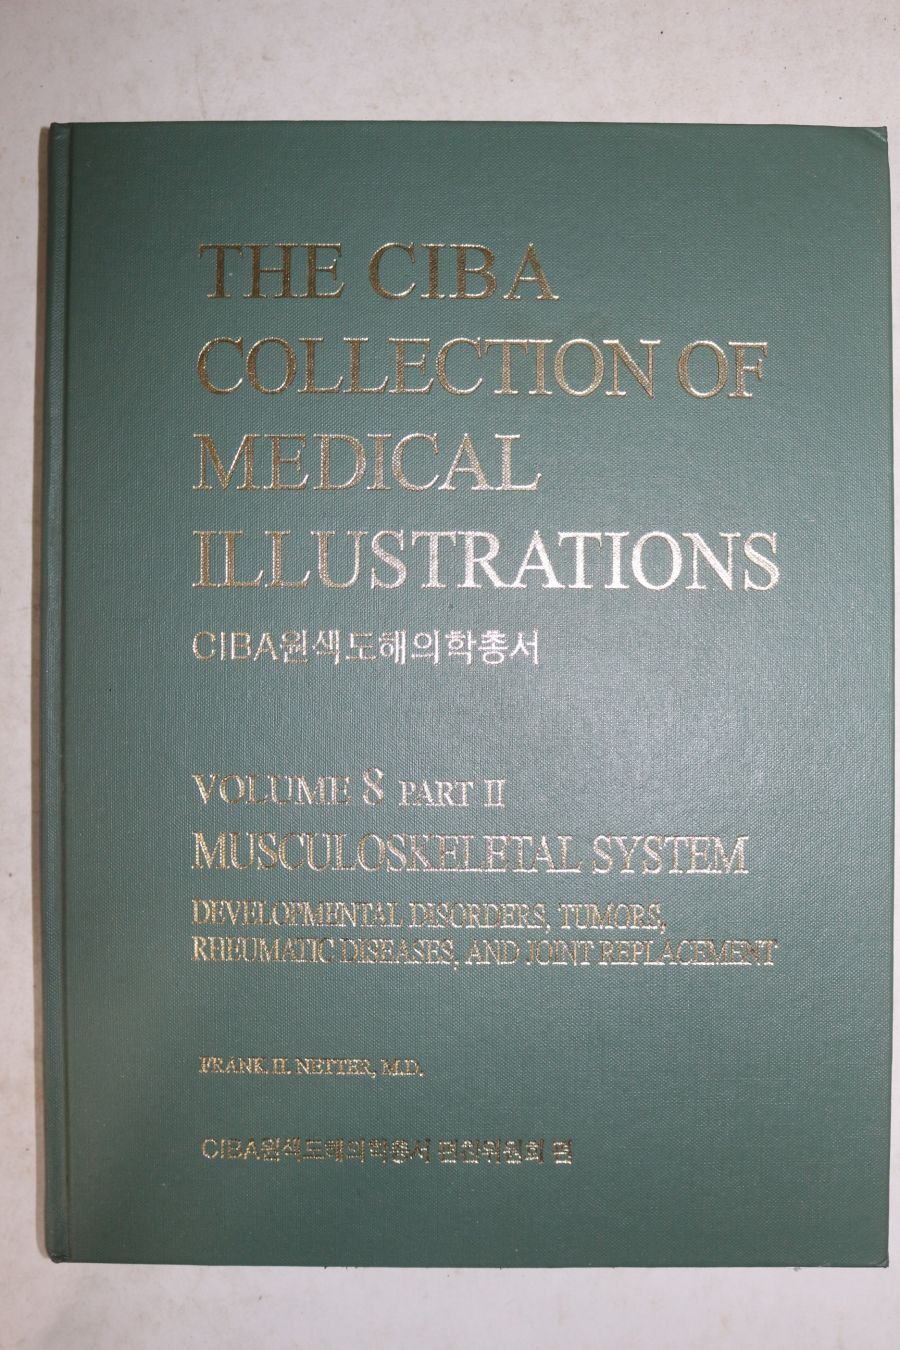 THE CIBA
COLLECTION OF
MEDICAL
ILLUSTRATIONS
CIBA원색도해의학총서
VOLUME 8 PART II
MUSCULOSKELETAL SYSTEM
DEVELOPMENTAL DISORDERS, TUMORS,
RHEUMATIC DISEASES, AND JOINT REPLACEMENT
FRANK H. NETTER, M.D.
CIBA원색도해의학총서 편찬위원회 편